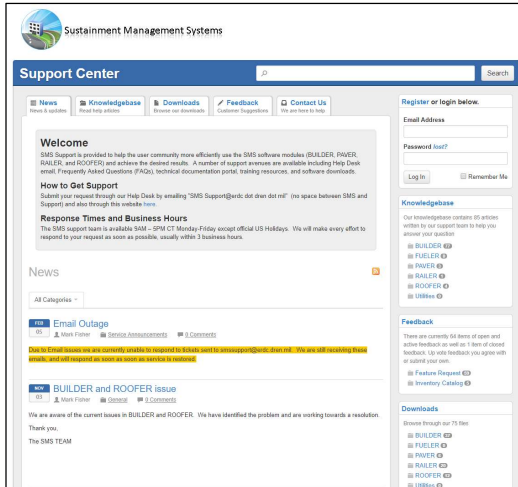 Sustainment Management Systems
Support Center
Search
News
News & updates
Knowledgebase
Read help articles
Downloads
Browse our downloads
Feedback
Customer Suggestions
Contact Us
We are here to help
Welcome
SMS Support is provided to help the user community more efficiently use the SMS software modules (BUILDER, PAVER,
RAILER, and ROOFER) and achieve the desired results. A number of support avenues are available including Help Desk
email, Frequently Asked Questions (FAQs), technical documentation portal, training resources, and software downloads.
How to Get Support
Submit your request through our Help Desk by emailing "SMS Support@erdc dot dren dot mil" (no space between SMS and
Support) and also through this website here.
Response Times and Business Hours
The SMS support team is available 9AM – 5PM CT Monday-Friday except official US Holidays. We will make every effort to
respond to your request as soon as possible, usually within 3 business hours.
News
All Categories
FEB
05
Email Outage
Mark Fisher Service Announcements 0 Comments
Due to Email issues we are currently unable to respond to tickets sent to smssupport@erdc.dren.mil. We are still receiving these
emails, and will respond as soon as soon as service is restored.
NOV
03
BUILDER and ROOFER issue
Mark Fisher General 0 Comments
We are aware of the current issues in BUILDER and ROOFER. We have identified the problem and are working towards a resolution.
Thank you,
The SMS TEAM
Register or login below.
Email Address
Password lost?
Log In Remember Me
Knowledgebase
Our knowledgebase contains 85 articles
written by our support team to help you
answer your question
BUILDER
FUELER
PAVER
RAILER
ROOFER
Utilities
Feedback
There are currently 64 items of open and
active feedback as well as 1 item of closed
feedback. Up vote feedback you agree with
or submit your own.
Feature Request
Inventory Catalog
Downloads
Browse through our 75 files
BUILDER
FUELER
PAVER
RAILER
ROOFER
Utilities